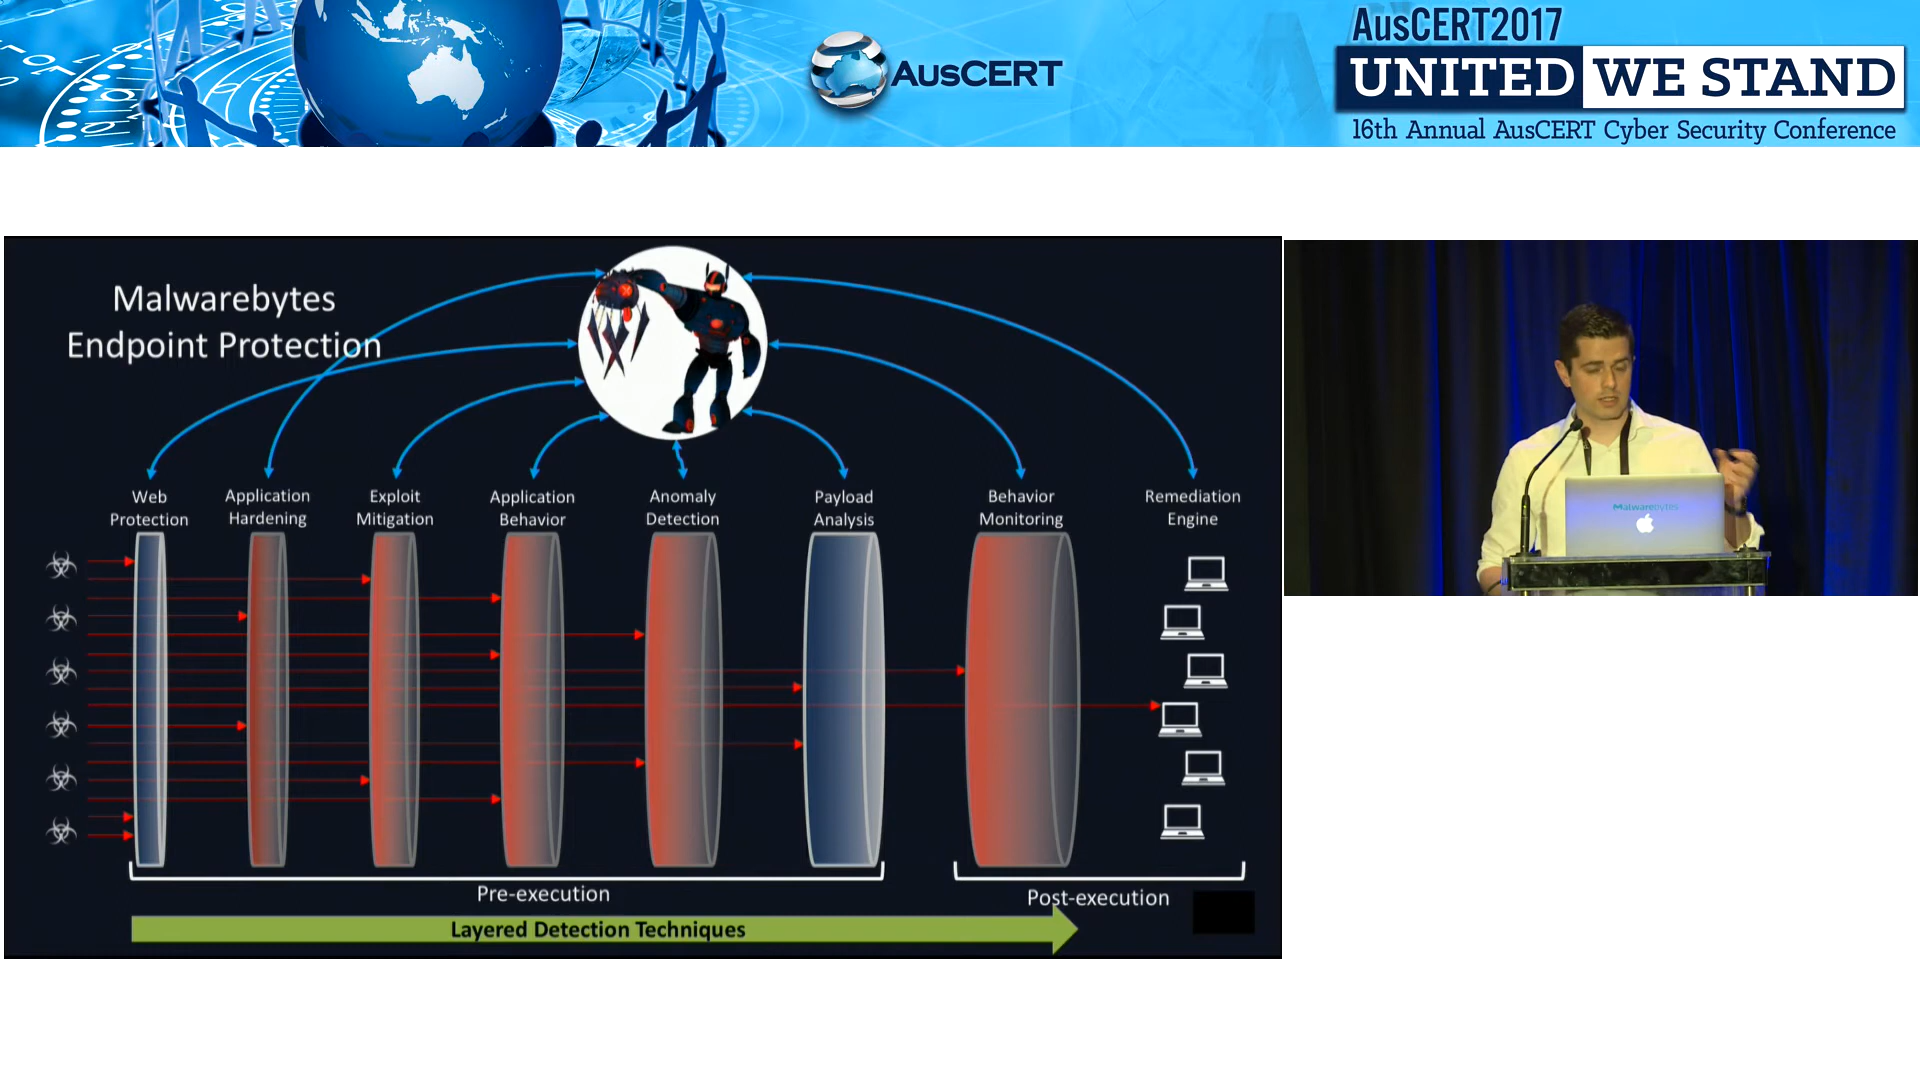 AusCERT
AusCERT2017
UNITED WE STAND
16th Annual AusCERT Cyber Security Conference
Malwarebytes
Endpoint Protection
Web
Protection
Application
Hardening
Exploit
Mitigation
Application
Behavior
Anomaly
Detection
Payload
Analysis
Behavior
Monitoring
Remediation
Engine
Pre-execution
Post-execution
Layered Detection Techniques
Malwarebytes